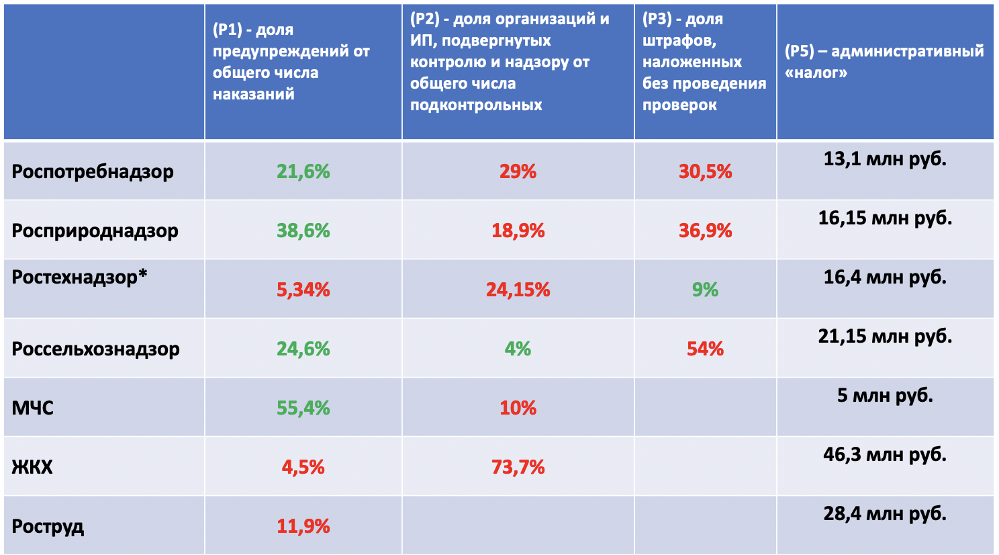 (P1) - доля
предупреждений от
общего числа
наказаний
(P2) - доля организаций и
ИП, подвергнутых
контролю и надзору от
общего числа
подконтрольных
(P3) - доля
штрафов,
наложенных
без проведения
проверок
(P5) – административный
«налог»
Роспотребнадзор
21,6%
29%
30,5%
13,1 млн руб.
Росприроднадзор
38,6%
18,9%
36,9%
16,15 млн руб.
Ростехнадзор*
5,34%
24,15%
9%
16,4 млн руб.
Россельхознадзор
24,6%
4%
54%
21,15 млн руб.
МЧС
55,4%
10%
5 млн руб.
ЖКХ
4,5%
73,7%
46,3 млн руб.
Роструд
11,9%
28,4 млн руб.